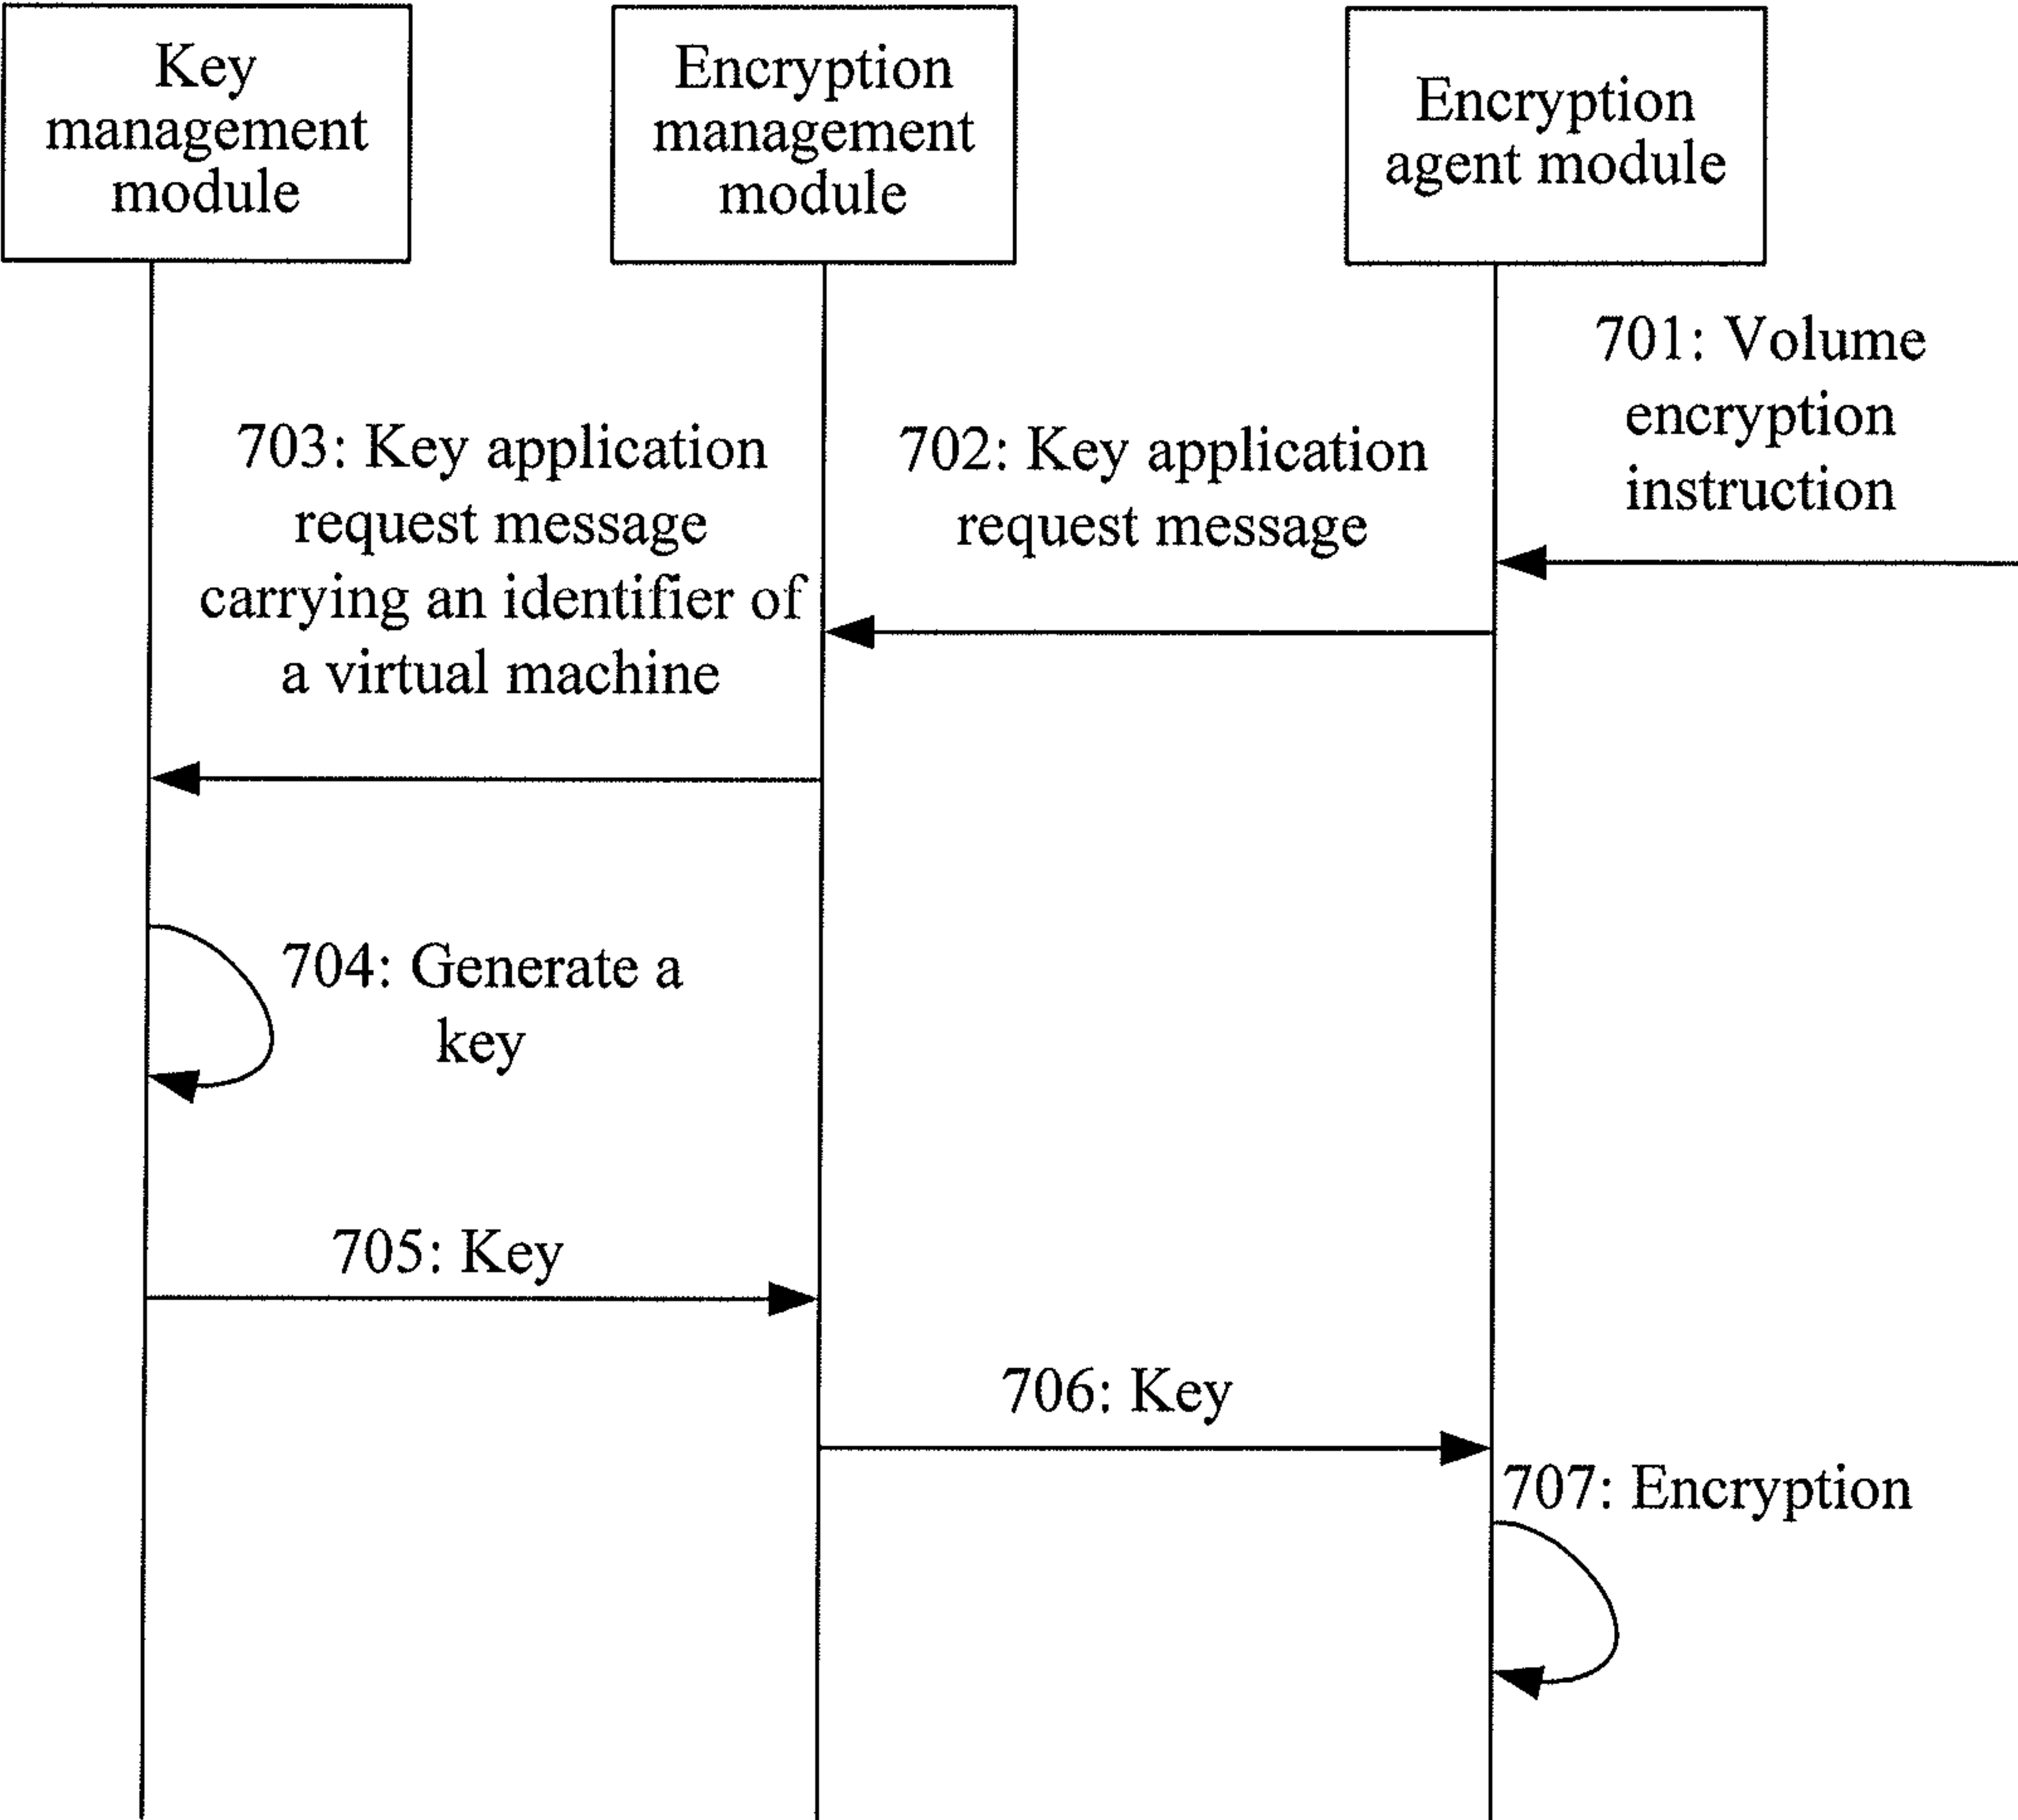 Key
management
module
Encryption
management
module
Encryption
agent module
701: Volume
encryption
instruction
702: Key application
request message
703: Key application
request message
carrying an identifier of
a virtual machine
704: Generate a
key
705: Key
706: Key
707: Encryption